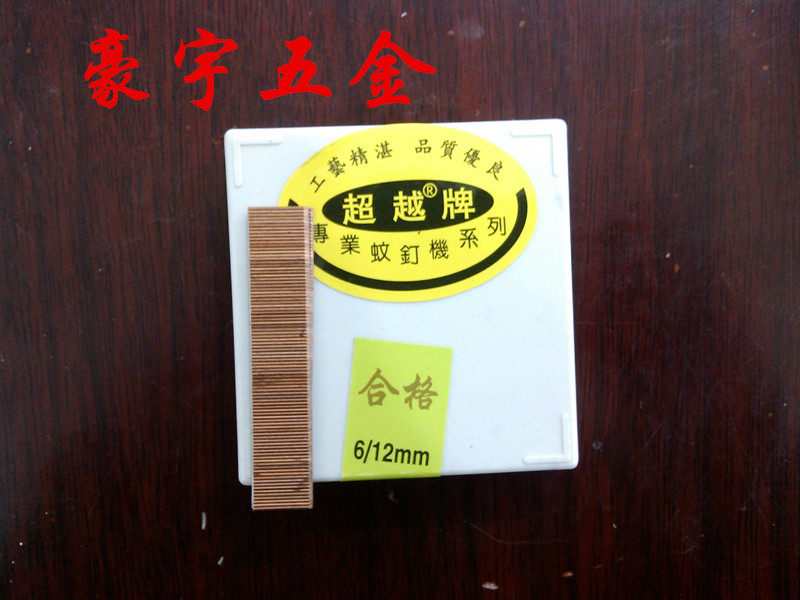 豪宇五金
工藝精湛 品質優良
超越®牌
專業蚊釘機系列
合格
6/12mm